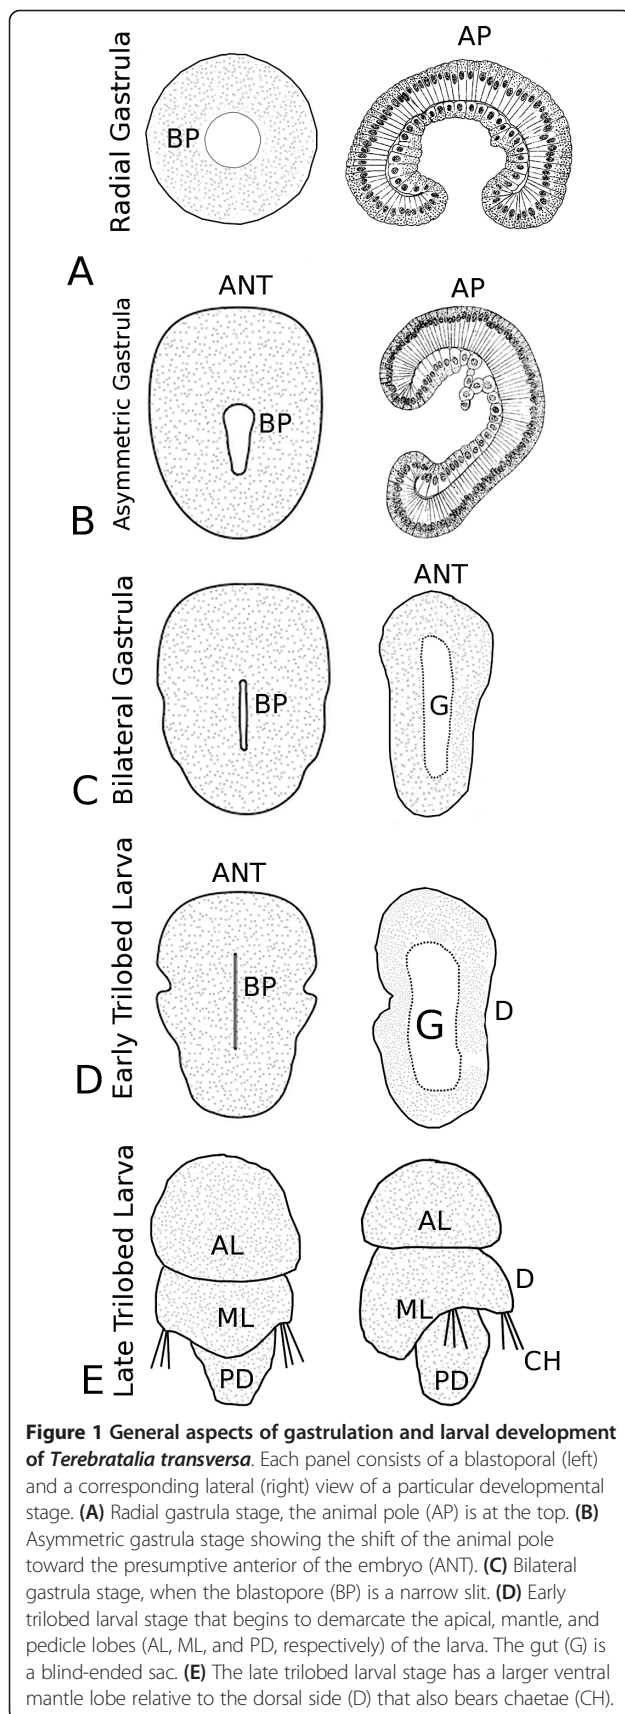 Radial Gastrula
BP
AP
A
Asymmetric Gastrula
ANT
BP
AP
B
Bilateral Gastrula
BP
ANT
G
C
Early Trilobed Larva
ANT
BP
G
D
D
Late Trilobed Larva
AL
ML
PD
AL
ML
D
PD
CH
E
Figure 1 General aspects of gastrulation and larval development
of Terebratalia transversa. Each panel consists of a blastoporal (left)
and a corresponding lateral (right) view of a particular developmental
stage. (A) Radial gastrula stage, the animal pole (AP) is at the top. (B)
Asymmetric gastrula stage showing the shift of the animal pole
toward the presumptive anterior of the embryo (ANT). (C) Bilateral
gastrula stage, when the blastopore (BP) is a narrow slit. (D) Early
trilobed larval stage that begins to demarcate the apical, mantle, and
pedicle lobes (AL, ML, and PD, respectively) of the larva. The gut (G) is
a blind-ended sac. (E) The late trilobed larval stage has a larger ventral
mantle lobe relative to the dorsal side (D) that also bears chaetae (CH).